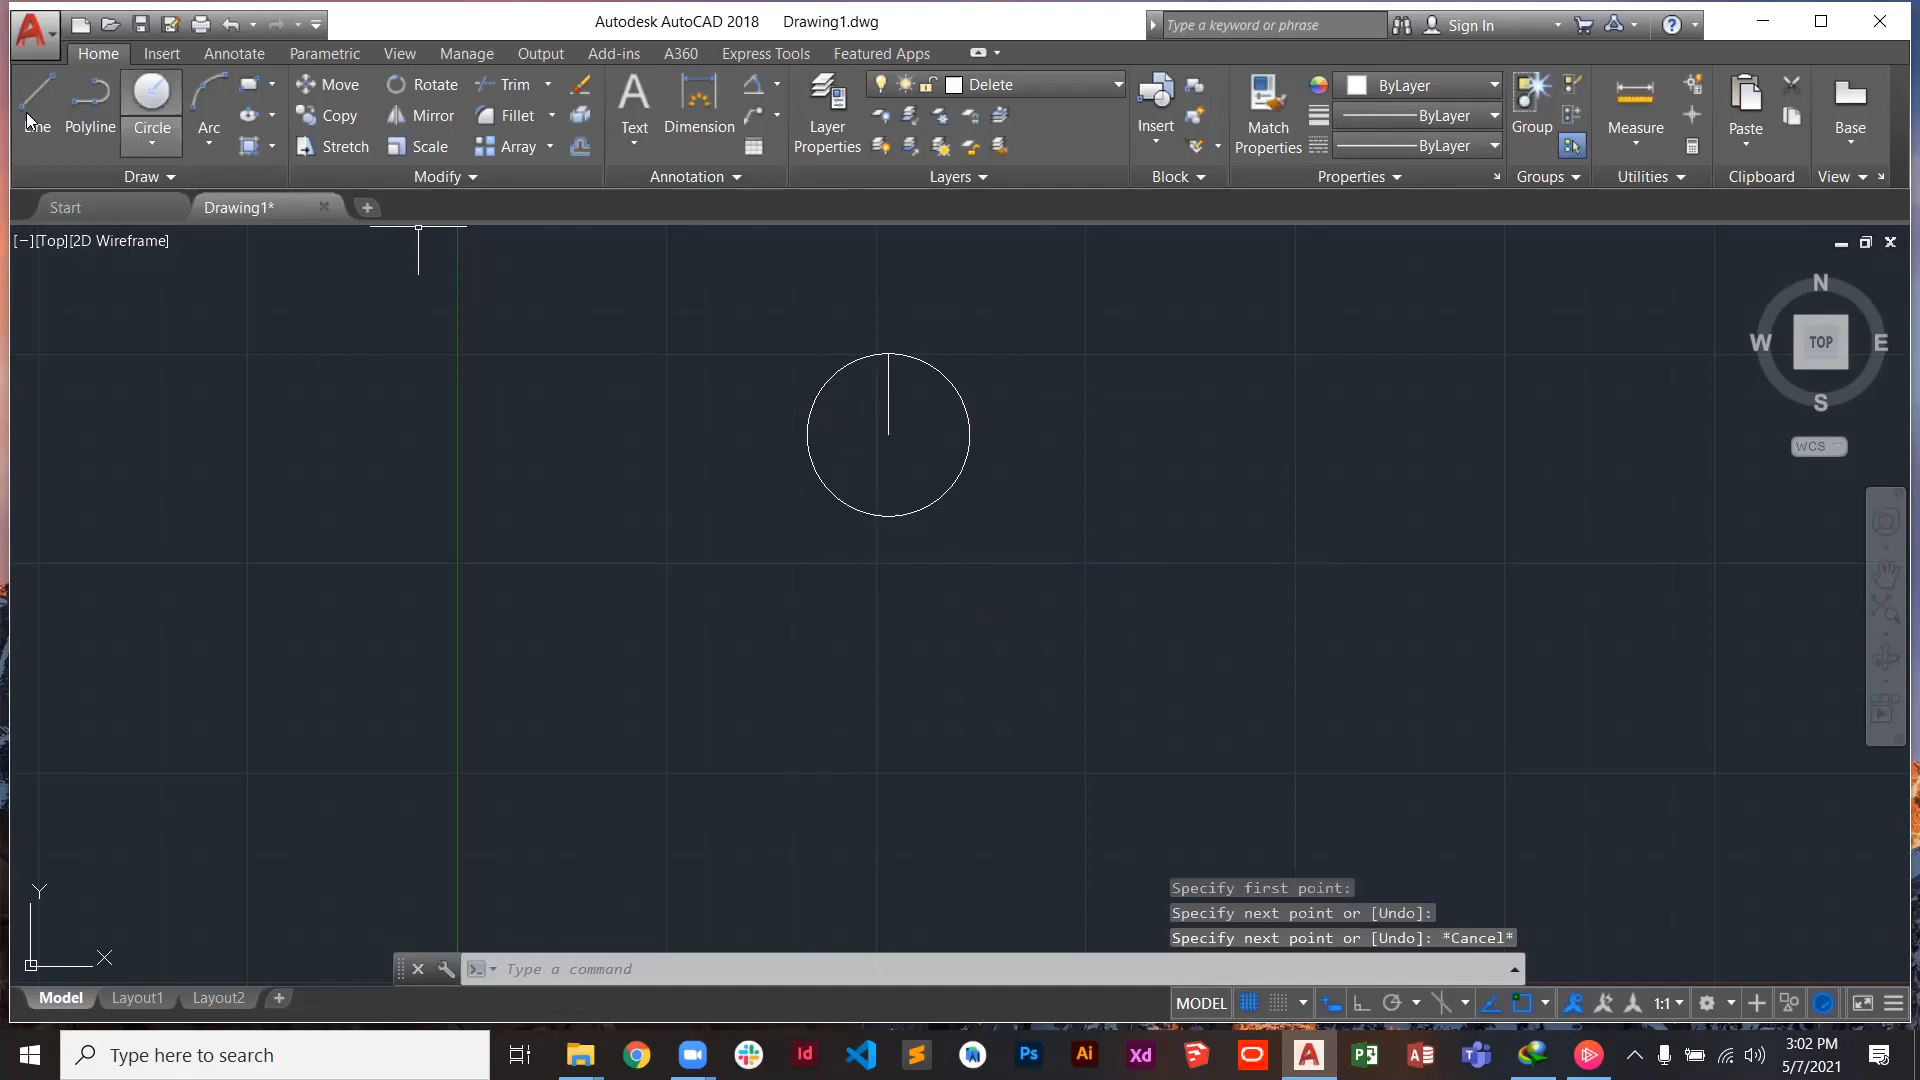 Autodesk AutoCAD 2018 Drawing1.dwg
Type a keyword or phrase
Sign In
Home Insert Annotate Parametric View Manage Output Add-ins A360 Express Tools Featured Apps
Move Rotate Trim
Copy Mirror Fillet
Stretch Scale Array
Polyline Circle Arc
Text Dimension
Layer
Properties
Delete
Insert
Match
Properties
ByLayer
ByLayer
ByLayer
Group
Measure
Paste
Base
Draw Modify Annotation Layers Block Properties Groups Utilities Clipboard View
Start Drawing1*
[−][Top][2D Wireframe]
N
W TOP E
S
WCS
Y
X
Specify first point:
Specify next point or [Undo]:
Specify next point or [Undo]: *Cancel*
Type a command
Model Layout1 Layout2
MODEL 1:1
Type here to search
Id Ps Ai Xd
3:02 PM
5/7/2021